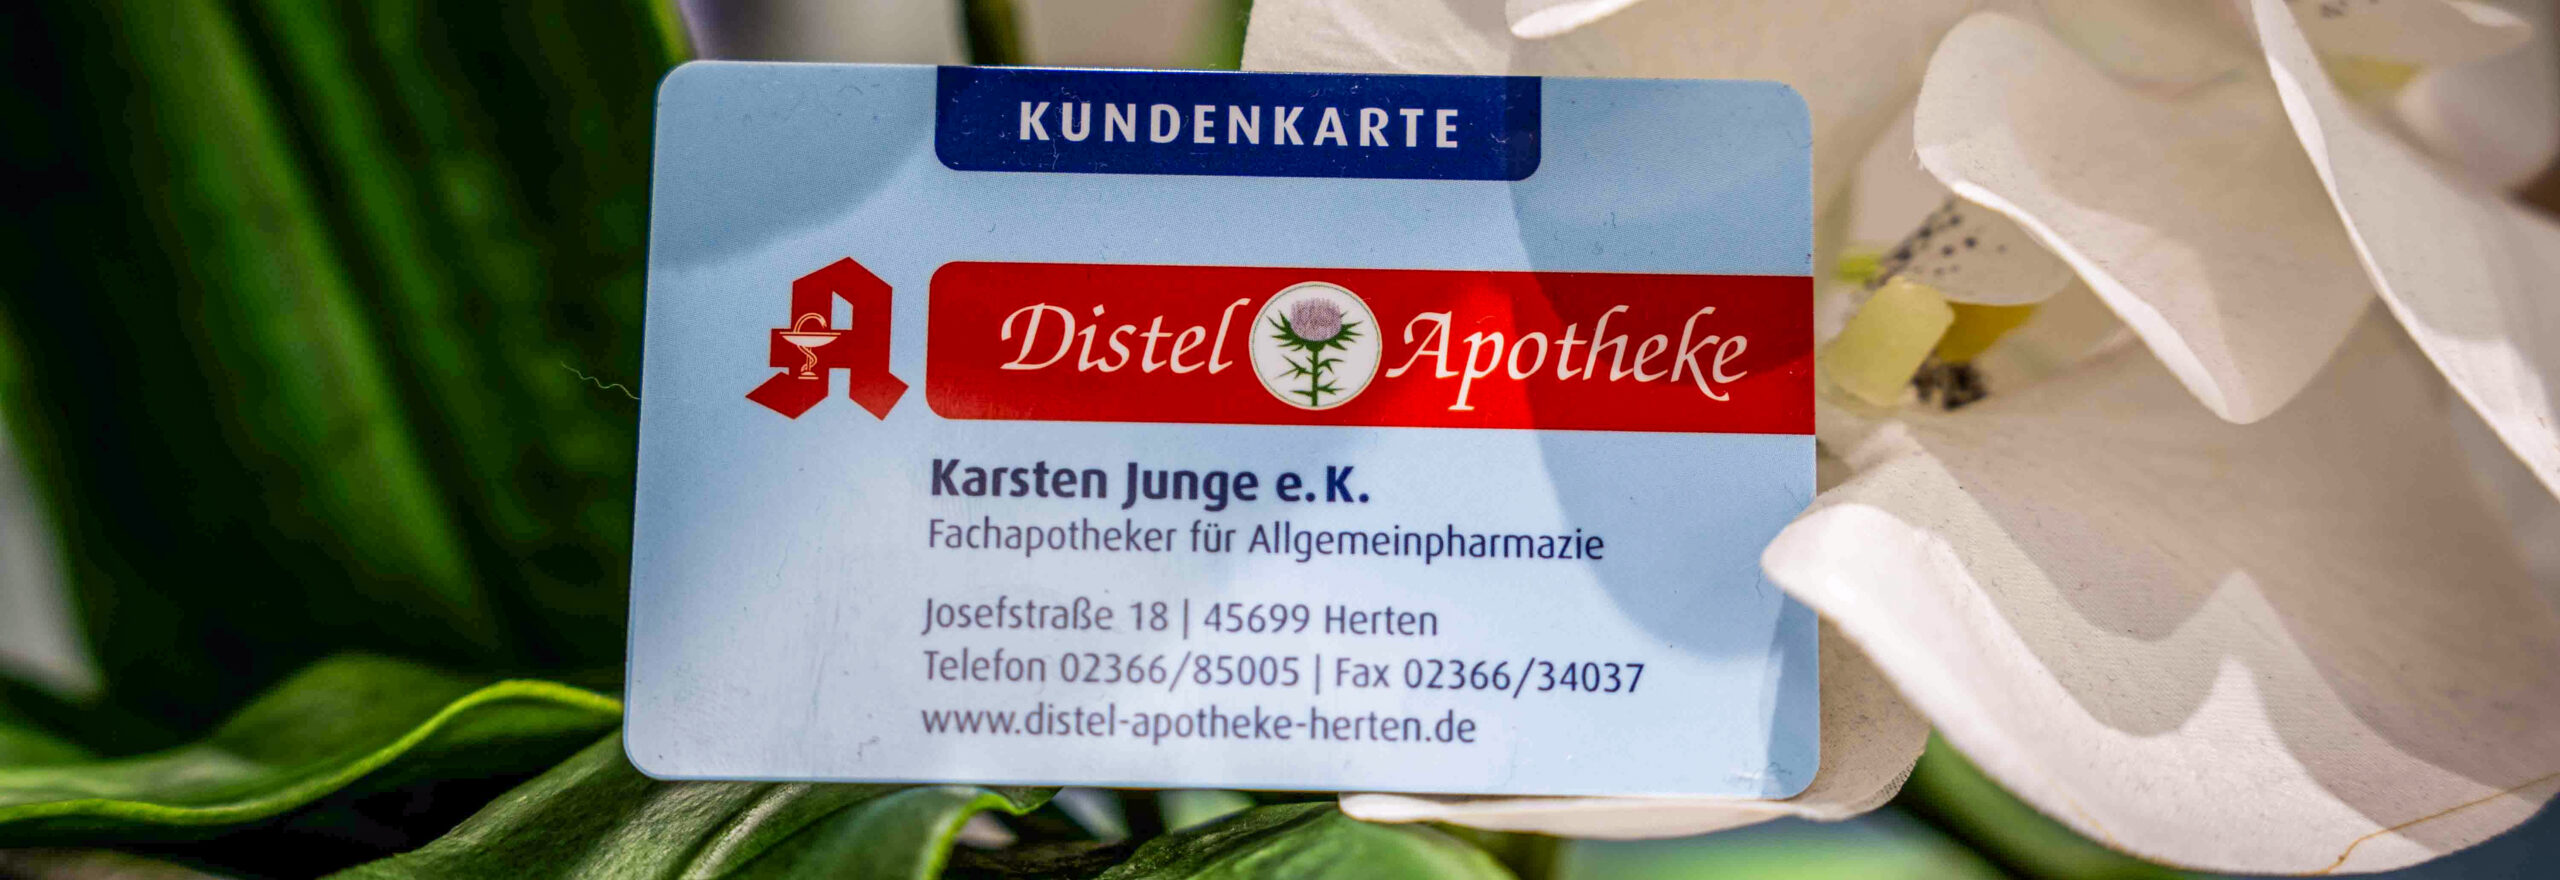 KUNDENKARTE
Distel Apotheke
Karsten Junge e. K.
Fachapotheker für Allgemeinpharmazie
Josefstraße 18 | 45699 Herten
Telefon 02366/85005 | Fax 02366/34037
www.distel-apotheke-herten.de